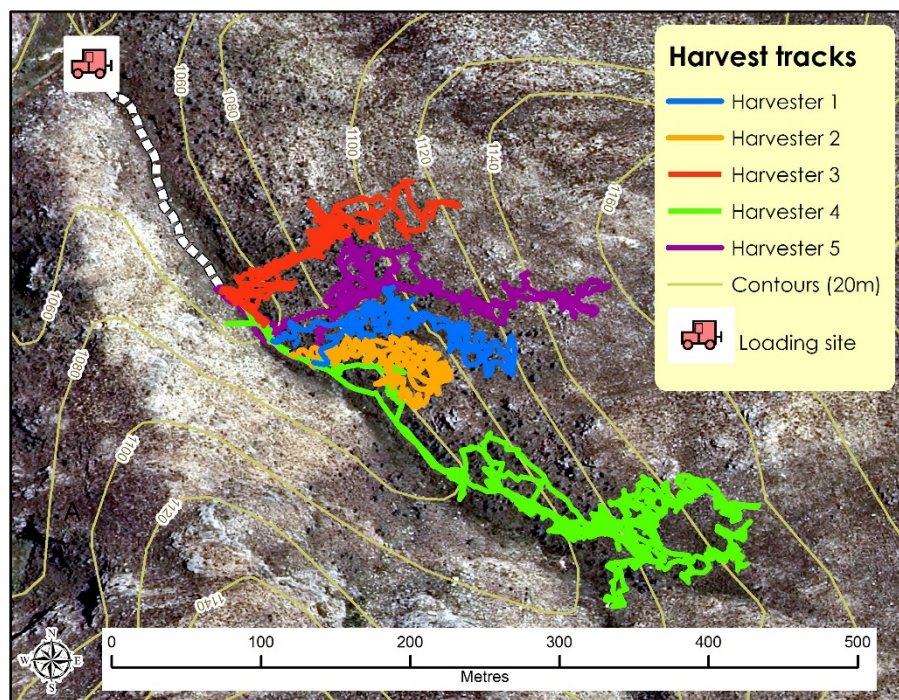 Harvest tracks
Harvester 1
Harvester 2
Harvester 3
Harvester 4
Harvester 5
Contours (20m)
Loading site
1060
1080
1100
1120
1140
1160
1060
1080
1100
1120
1140
A
N
W E
S
0 100 200 300 400 500
Metres